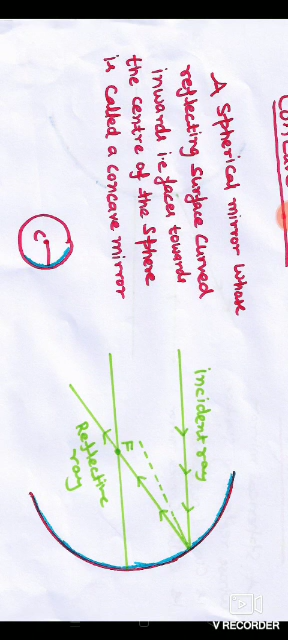 Concave
A Spherical mirror whose
reflecting surface curved
inwards i.e faces towards
the centre of the sphere
is called a concave mirror
C
incident ray
F
Reflective
ray
V RECORDER